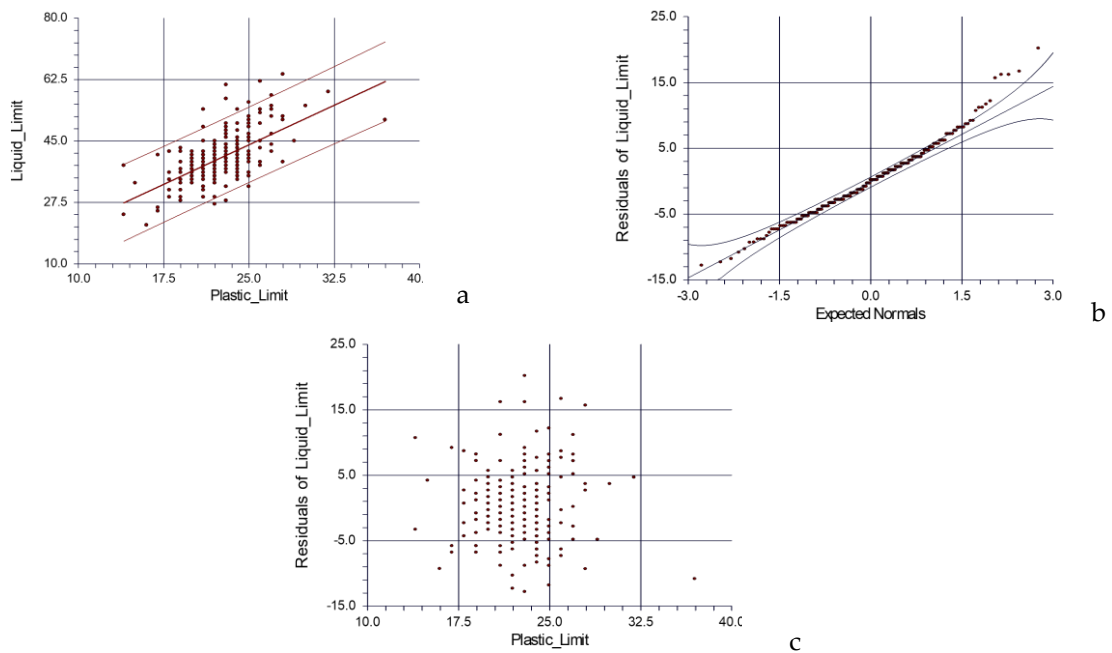 80.0
62.5
45.0
27.5
10.0
Liquid_Limit
10.0 17.5 25.0 32.5 40.
Plastic_Limit
a
25.0
15.0
5.0
-5.0
-15.0
Residuals of Liquid_Limit
-3.0 -1.5 0.0 1.5 3.0
Expected Normals
b
25.0
15.0
5.0
-5.0
-15.0
Residuals of Liquid_Limit
10.0 17.5 25.0 32.5 40.
Plastic_Limit
c